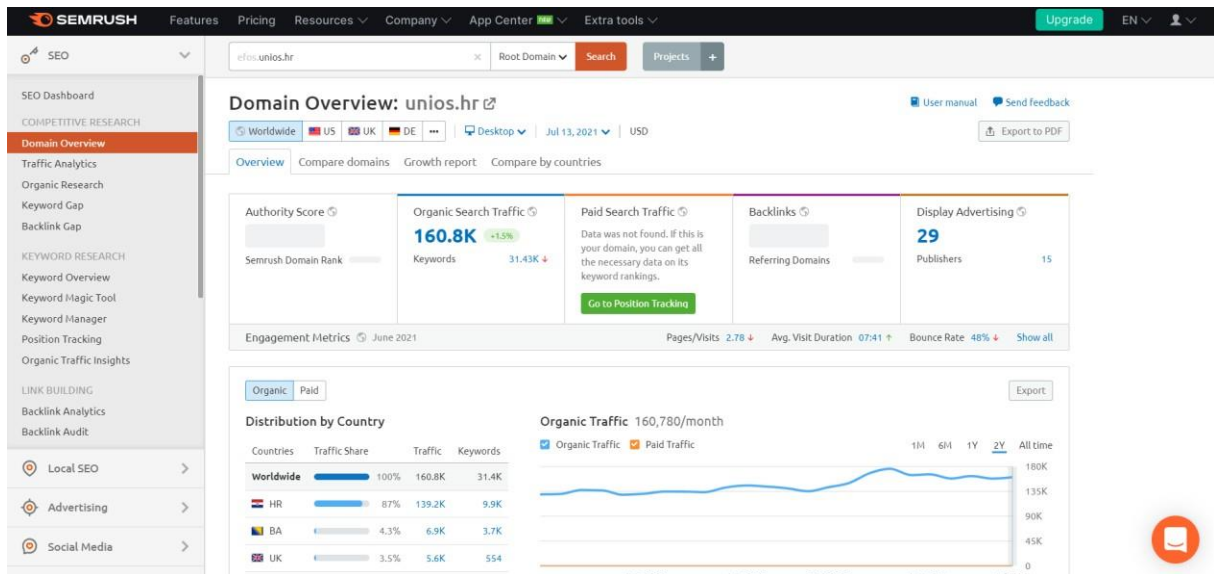 SEMRUSH
Features Pricing Resources Company App Center NEW Extra tools Upgrade EN
SEO
efos.unios.hr × Root Domain Search Projects +
SEO Dashboard
COMPETITIVE RESEARCH
Domain Overview
Traffic Analytics
Organic Research
Keyword Gap
Backlink Gap
KEYWORD RESEARCH
Keyword Overview
Keyword Magic Tool
Keyword Manager
Position Tracking
Organic Traffic Insights
LINK BUILDING
Backlink Analytics
Backlink Audit
Local SEO
Advertising
Social Media
Domain Overview: unios.hr
User manual Send feedback
Worldwide US UK DE ••• Desktop Jul 13, 2021 USD
Export to PDF
Overview Compare domains Growth report Compare by countries
Authority Score
Semrush Domain Rank
Organic Search Traffic
160.8K +1.5%
Keywords 31.43K ↓
Paid Search Traffic
Data was not found. If this is
your domain, you can get all
the necessary data on its
keyword rankings.
Go to Position Tracking
Backlinks
Referring Domains
Display Advertising
29
Publishers 15
Engagement Metrics June 2021 Pages/Visits 2.78 ↓ Avg. Visit Duration 07:41 ↑ Bounce Rate 48% ↓ Show all
Organic Paid Export
Distribution by Country
Countries Traffic Share Traffic Keywords
Worldwide 100% 160.8K 31.4K
HR 87% 139.2K 9.9K
BA 4.3% 6.9K 3.7K
UK 3.5% 5.6K 554
Organic Traffic 160,780/month
Organic Traffic Paid Traffic 1M 6M 1Y 2Y All time
180K
135K
90K
45K
0